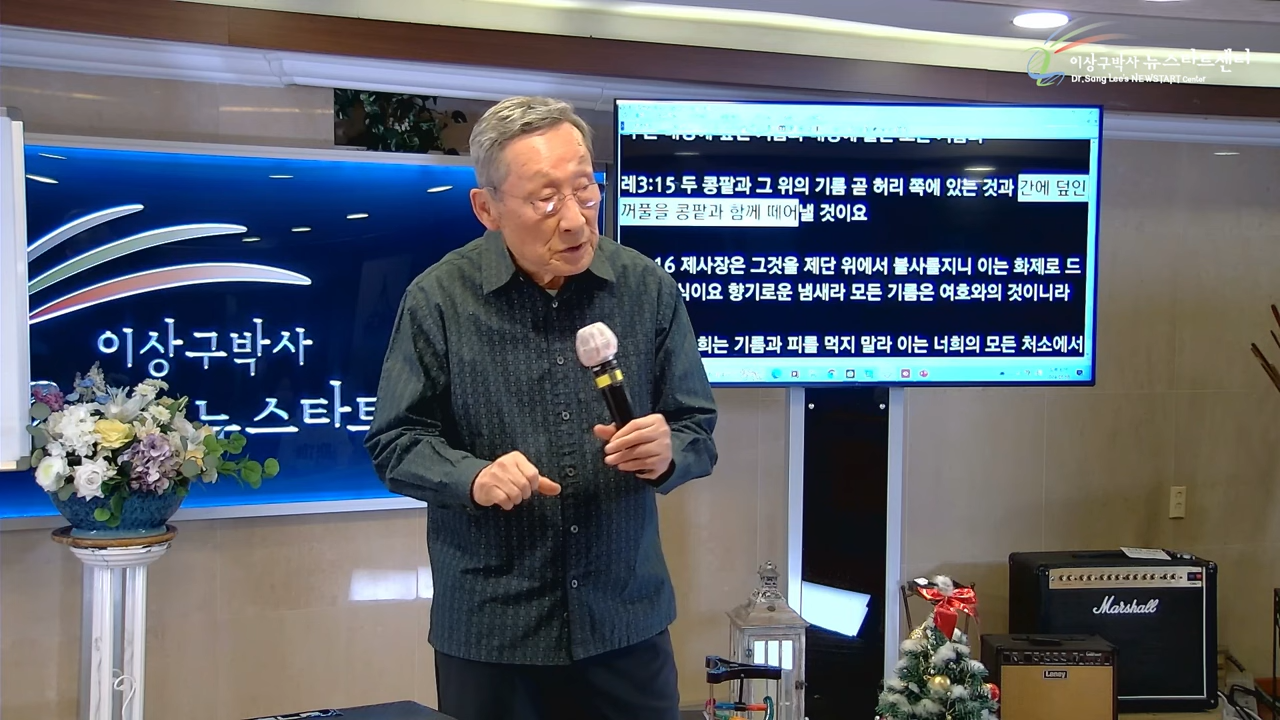 이상구박사 뉴스타트센터
Dr.Sang Lee's NEWSTART Center
레3:15 두 콩팥과 그 위의 기름 곧 허리 쪽에 있는 것과 간에 덮인
꺼풀을 콩팥과 함께 떼어낼 것이요
16 제사장은 그것을 제단 위에서 불사를지니 이는 화제로 드
식이요 향기로운 냄새라 모든 기름은 여호와의 것이니라
희는 기름과 피를 먹지 말라 이는 너희의 모든 처소에서
이상구박사
뉴스타트
Marshall
Laney